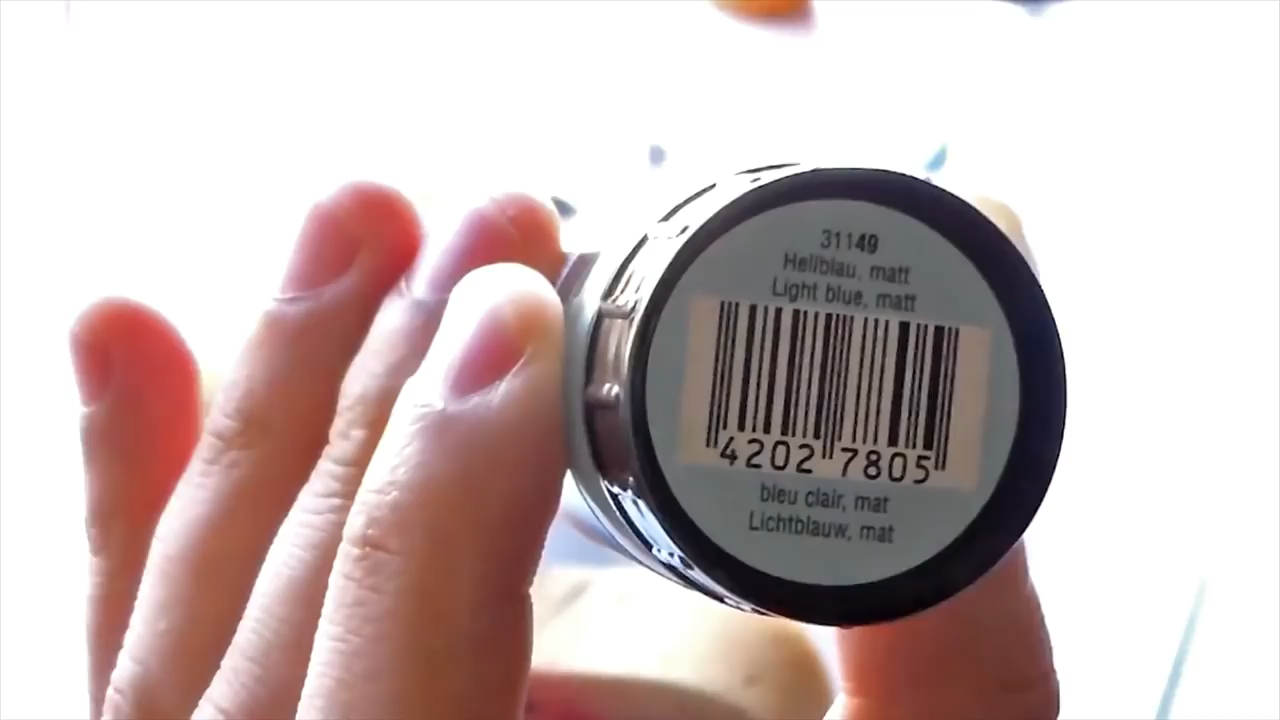 31149
Hellblau, matt
Light blue, matt
4202 7805
bleu clair, mat
Lichtblauw, mat